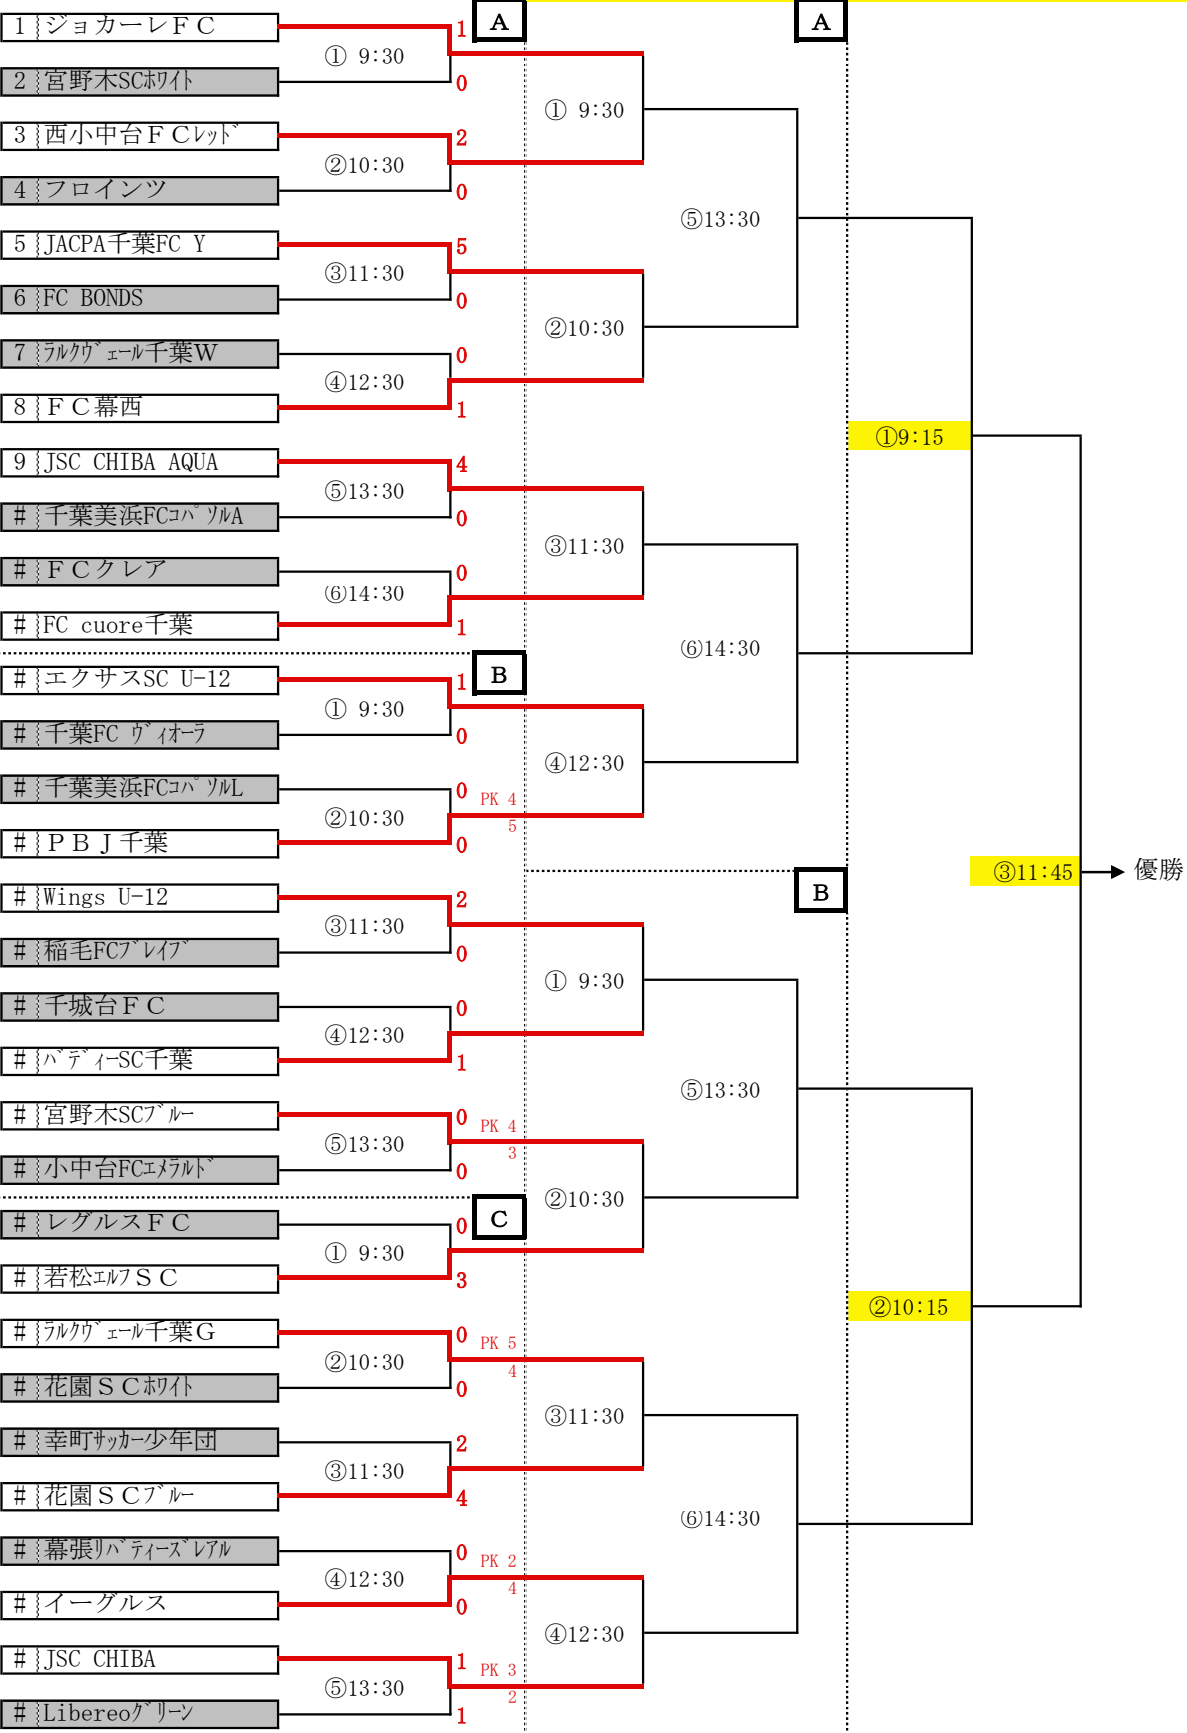 A A
1 ジョカーレFC 1
① 9:30
2 宮野木SCﾎﾜｲﾄ 0
① 9:30
3 西小中台FCﾚｯﾄﾞ 2
②10:30
4 フロインツ 0
⑤13:30
5 JACPA千葉FC Y 5
③11:30
6 FC BONDS 0
②10:30
7 ﾗﾙｸｳﾞｪｰﾙ千葉W 0
④12:30
8 FC幕西 1
①9:15
9 JSC CHIBA AQUA 4
⑤13:30
# 千葉美浜FCｺﾊﾟｿﾙA 0
③11:30
# FCクレア 0
⑥14:30
# FC cuore千葉 1
⑥14:30
B
# エクサスSC U-12 1
① 9:30
# 千葉FC ｳﾞｨｵｰﾗ 0
④12:30
# 千葉美浜FCｺﾊﾟｿﾙL 0 PK 4
②10:30 5
# PBJ千葉 0
③11:45 優勝
B
# Wings U-12 2
③11:30
# 稲毛FCﾌﾞﾚｲﾌﾞ 0
① 9:30
# 千城台FC 0
④12:30
# ﾊﾞﾃﾞｨｰSC千葉 1
⑤13:30
# 宮野木SCﾌﾞﾙｰ 0 PK 4
⑤13:30 3
# 小中台FCｴﾒﾗﾙﾄﾞ 0
②10:30
C
# レグルスFC 0
① 9:30
# 若松ｴﾙﾌSC 3
②10:15
# ﾗﾙｸｳﾞｪｰﾙ千葉G 0 PK 5
②10:30 4
# 花園SCﾎﾜｲﾄ 0
③11:30
# 幸町ｻｯｶｰ少年団 2
③11:30
# 花園SCﾌﾞﾙｰ 4
⑥14:30
# 幕張ﾘﾊﾞﾃｨｰｽﾞﾚｱﾙ 0 PK 2
④12:30 4
# イーグルス 0
④12:30
# JSC CHIBA 1 PK 3
⑤13:30 2
# Libereoｸﾞﾘｰﾝ 1